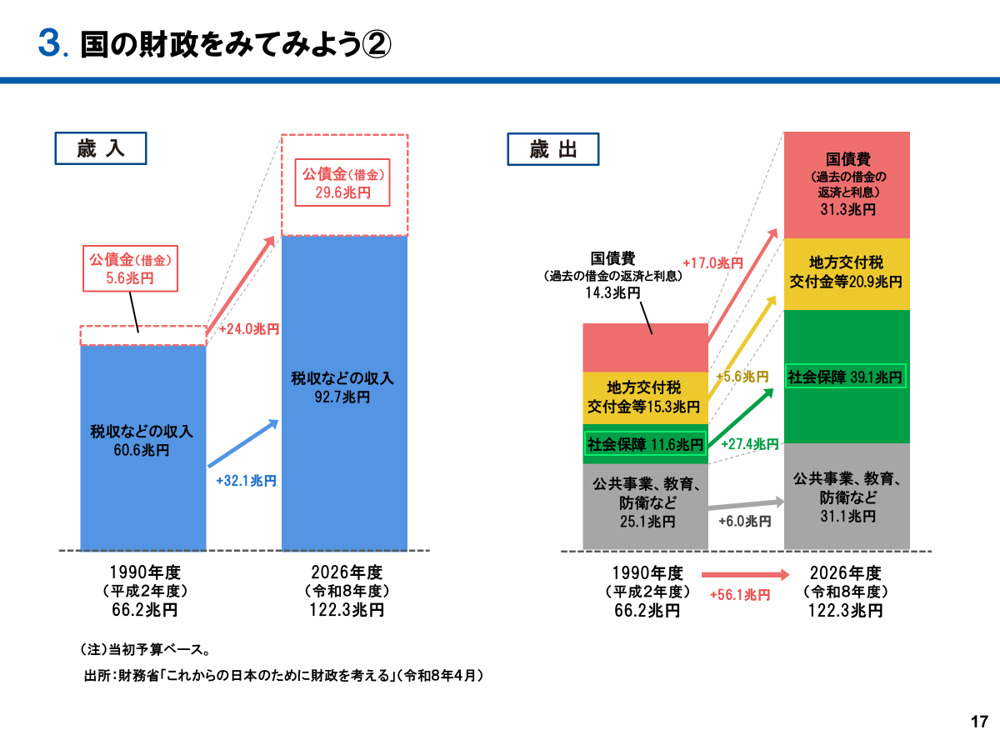 3. 国の財政をみてみよう②
歳 入
公債金(借金)
29.6兆円
公債金(借金)
5.6兆円
+24.0兆円
税収などの収入
92.7兆円
税収などの収入
60.6兆円
+32.1兆円
1990年度
(平成2年度)
66.2兆円
2026年度
(令和8年度)
122.3兆円
歳 出
国債費
(過去の借金の
返済と利息)
31.3兆円
国債費
(過去の借金の返済と利息)
14.3兆円
+17.0兆円
地方交付税
交付金等20.9兆円
+5.6兆円
地方交付税
交付金等15.3兆円
社会保障 39.1兆円
社会保障 11.6兆円
+27.4兆円
公共事業、教育、
防衛など
25.1兆円
公共事業、教育、
防衛など
31.1兆円
+6.0兆円
1990年度
(平成2年度)
66.2兆円
+56.1兆円
2026年度
(令和8年度)
122.3兆円
(注)当初予算ベース。
出所:財務省「これからの日本のために財政を考える」(令和8年4月)
17